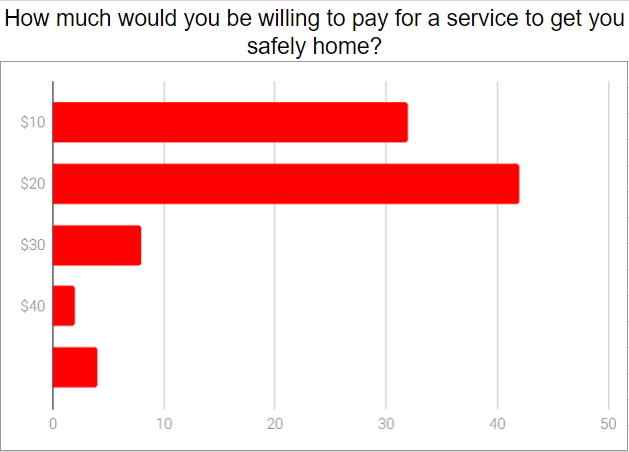 How much would you be willing to pay for a service to get you
safely home?
$10
$20
$30
$40
0 10 20 30 40 50